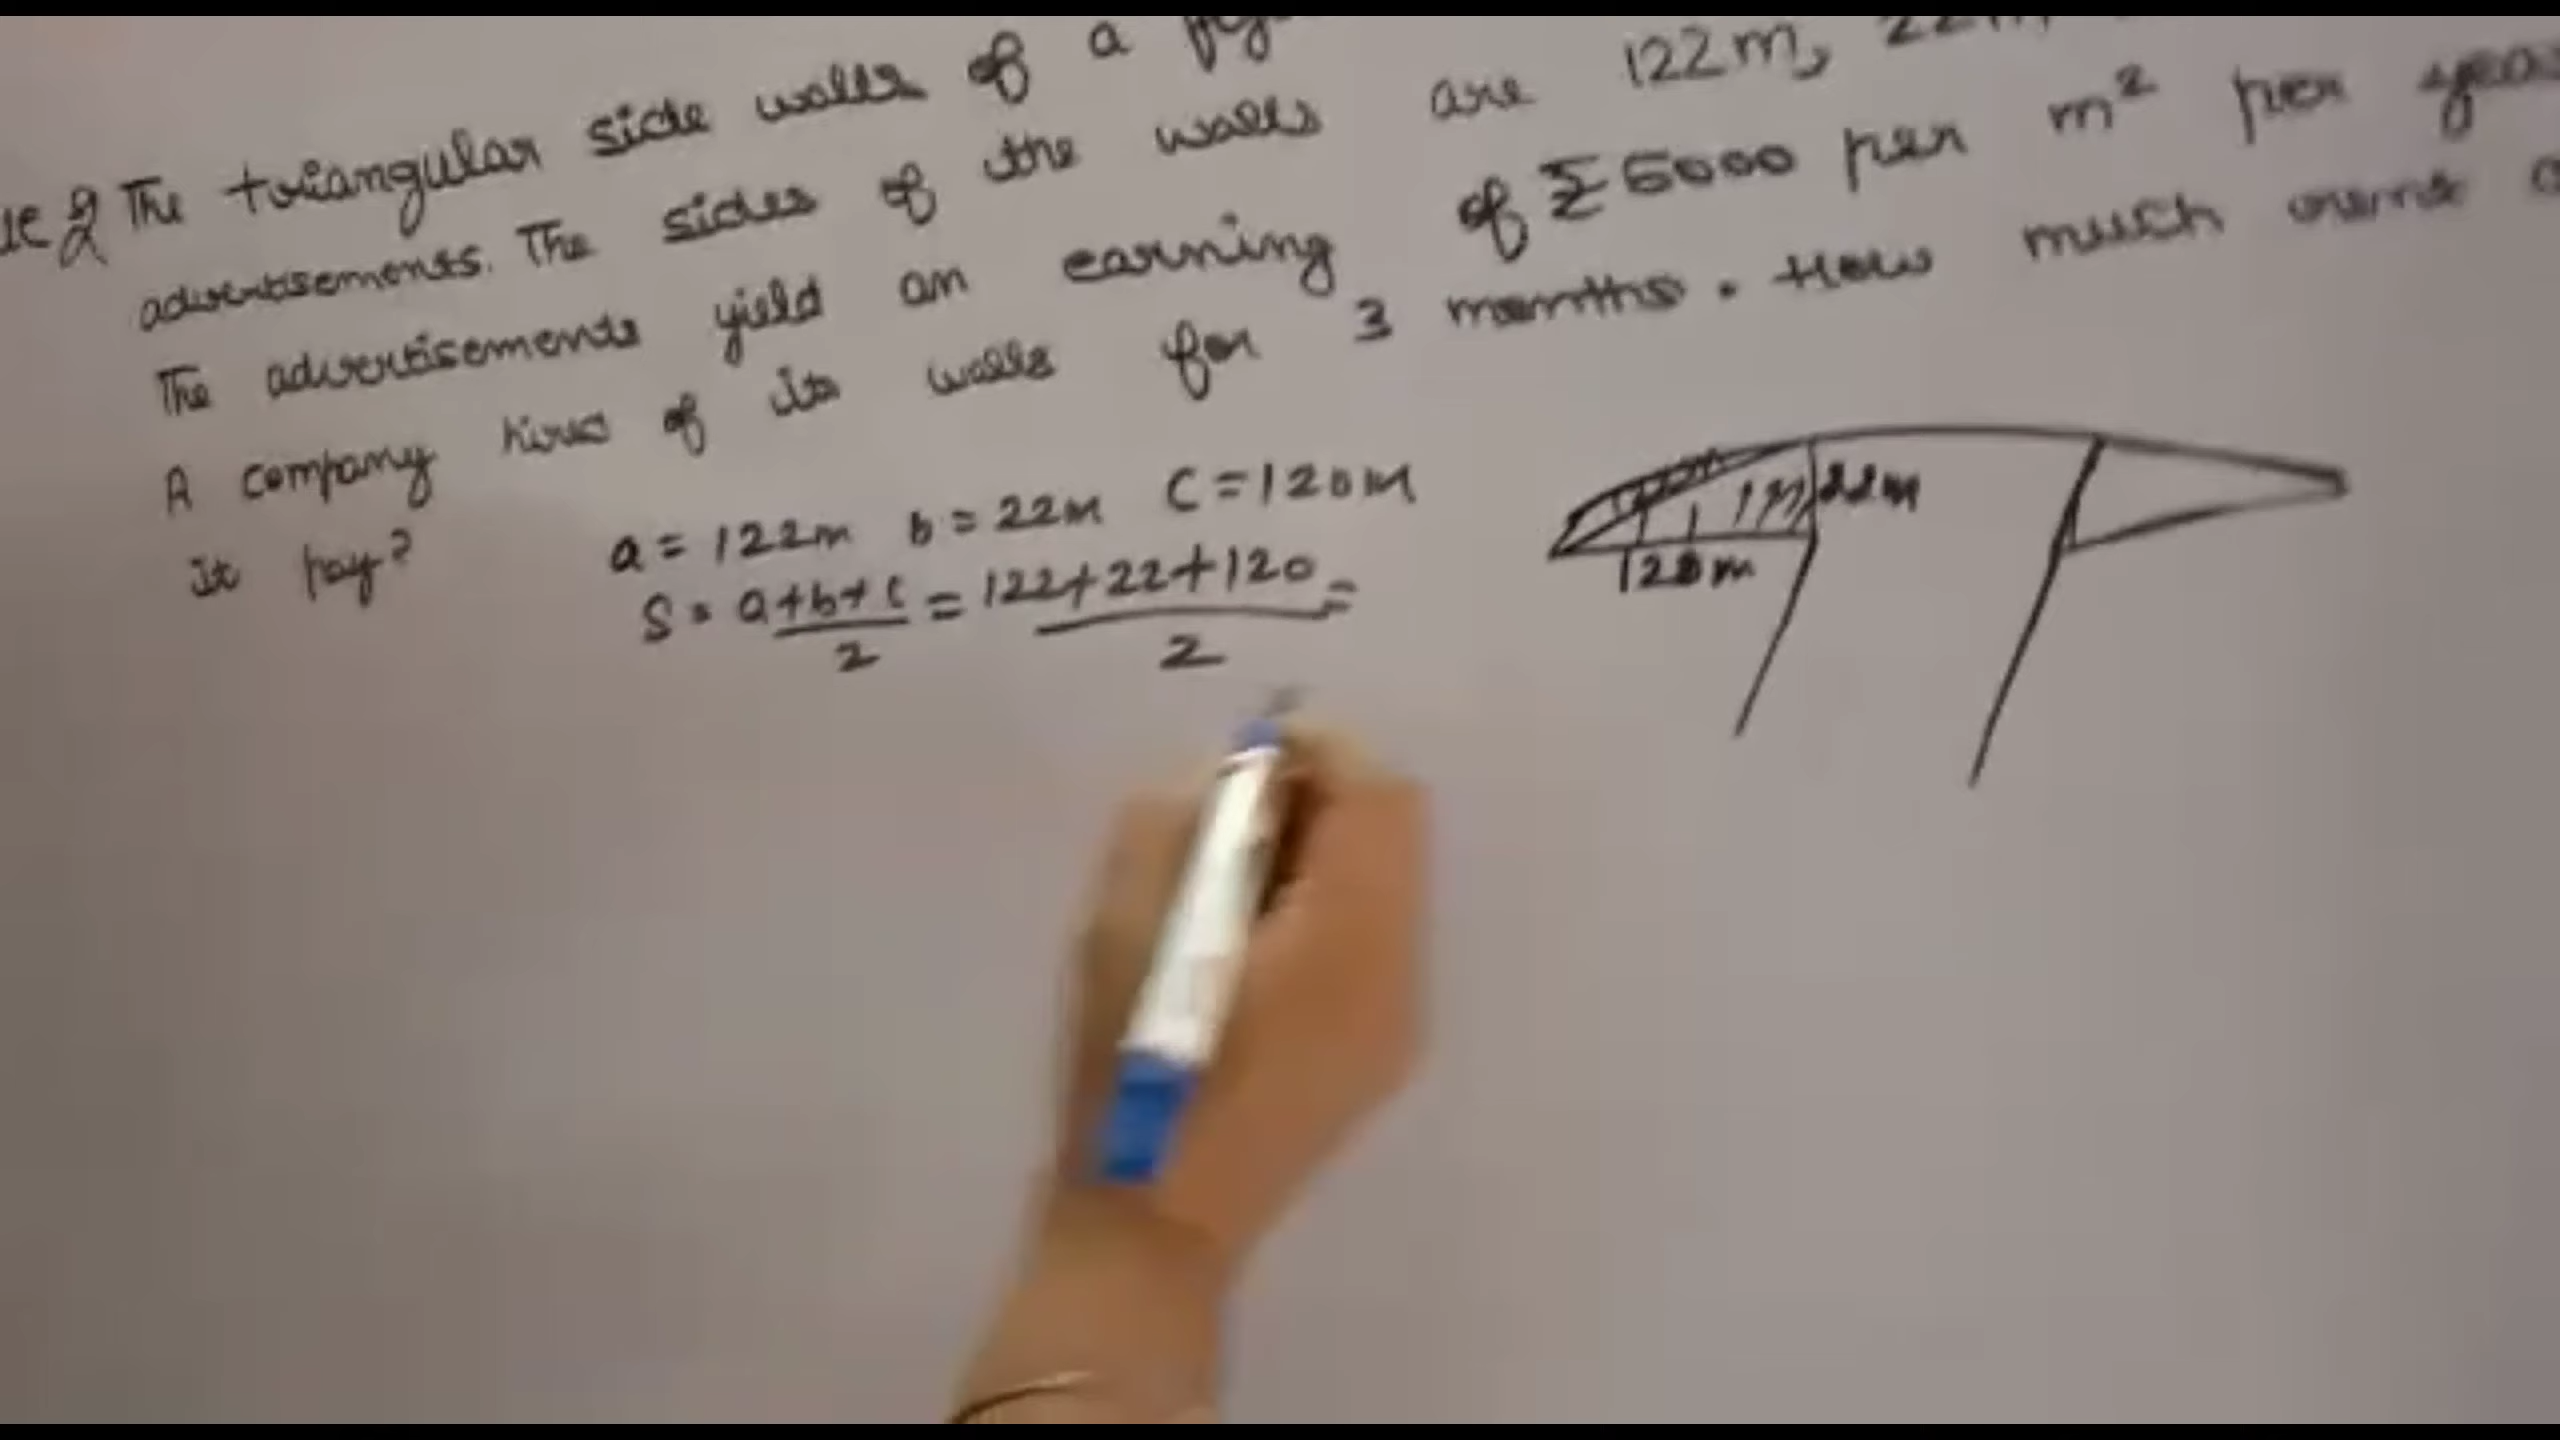 The triangular side walls of a
advertisements. The sides of the walls are 122m, 22m,
The advertisements yield an earning of ₹5000 per m² per year
A company hires of its walls for 3 months. How much
it pay?
a = 122m b = 22m C = 120m
S = a+b+c/2 = 122+22+120/2 =
22m
120m